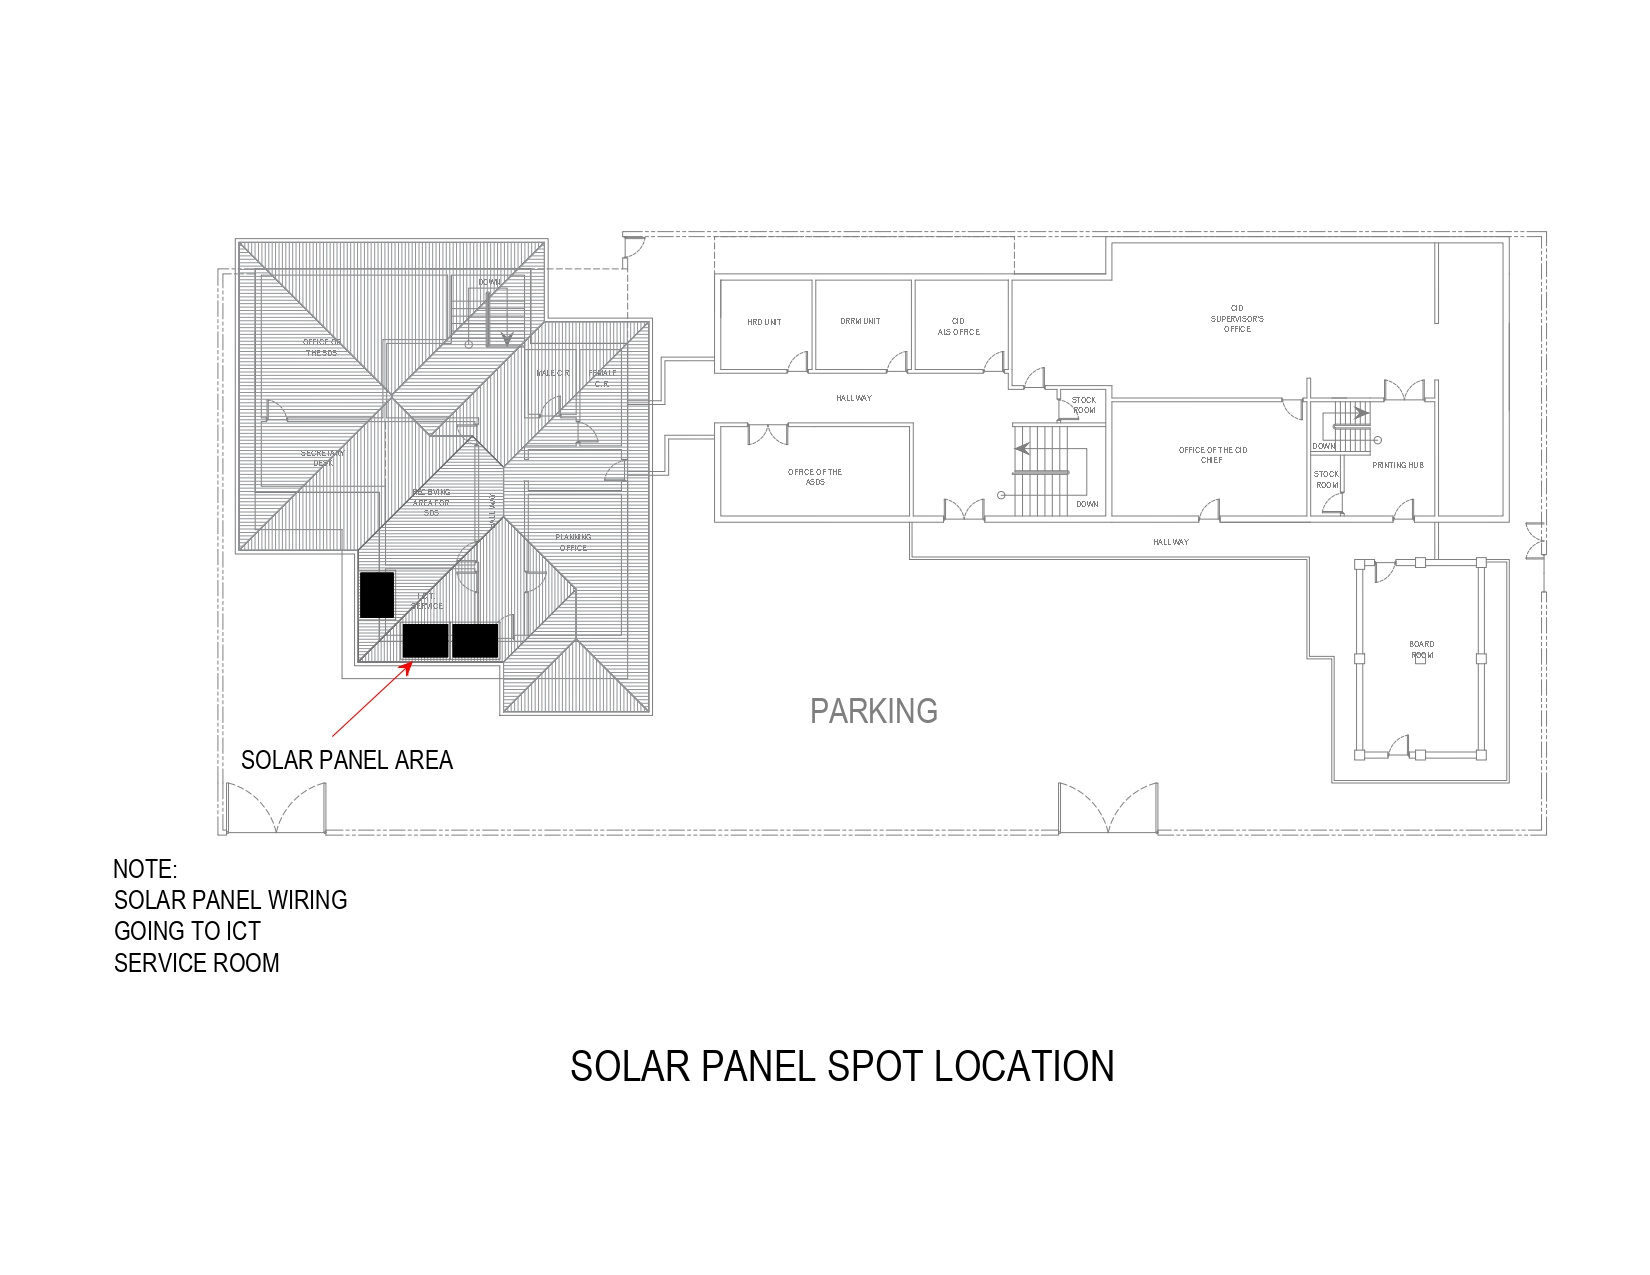 DOWN
OFFICE OF
THE SDS
MALE C.R.
FEMALE
C.R.
SECRETARY
DESK
RECEIVING
AREA FOR
SDS
HALLWAY
PLANNING
OFFICE
SERVICE
HRD UNIT
DRRM UNIT
CID
ALS OFFICE
CID
SUPERVISOR'S
OFFICE
HALLWAY
STOCK
ROOM
OFFICE OF THE
ASDS
DOWN
OFFICE OF THE CID
CHIEF
DOWN
STOCK
ROOM
PRINTING HUB
HALLWAY
BOARD
ROOM
PARKING
SOLAR PANEL AREA
NOTE:
SOLAR PANEL WIRING
GOING TO ICT
SERVICE ROOM
SOLAR PANEL SPOT LOCATION